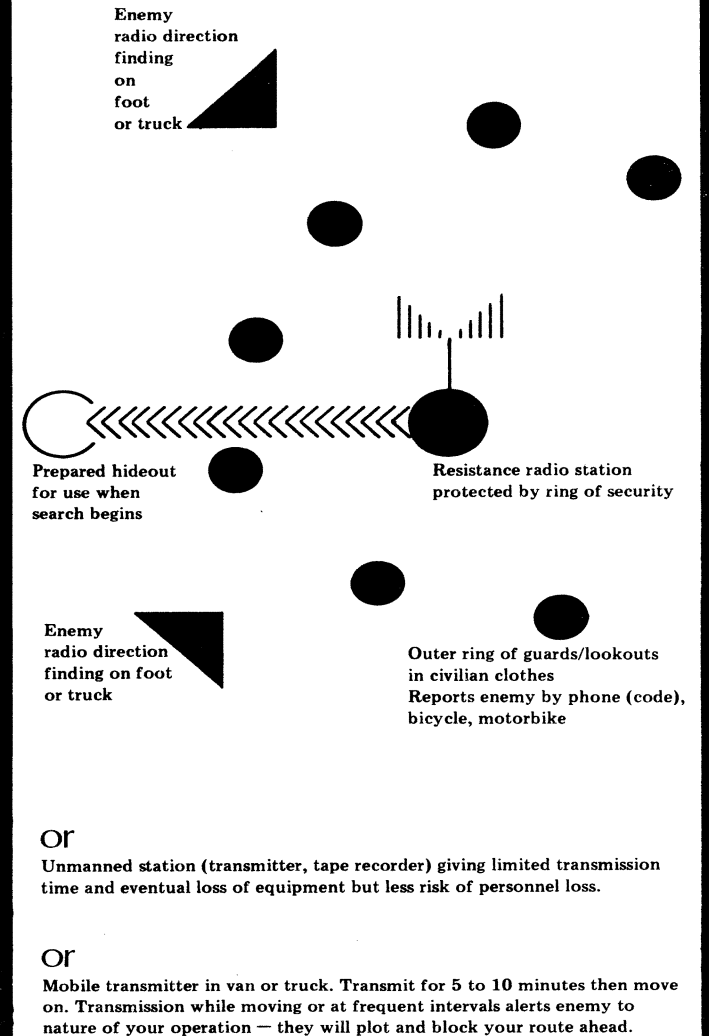 Enemy
radio direction
finding
on
foot
or truck
Prepared hideout
for use when
search begins
Resistance radio station
protected by ring of security
Enemy
radio direction
finding on foot
or truck
Outer ring of guards/lookouts
in civilian clothes
Reports enemy by phone (code),
bicycle, motorbike
or
Unmanned station (transmitter, tape recorder) giving limited transmission
time and eventual loss of equipment but less risk of personnel loss.
or
Mobile transmitter in van or truck. Transmit for 5 to 10 minutes then move
on. Transmission while moving or at frequent intervals alerts enemy to
nature of your operation — they will plot and block your route ahead.